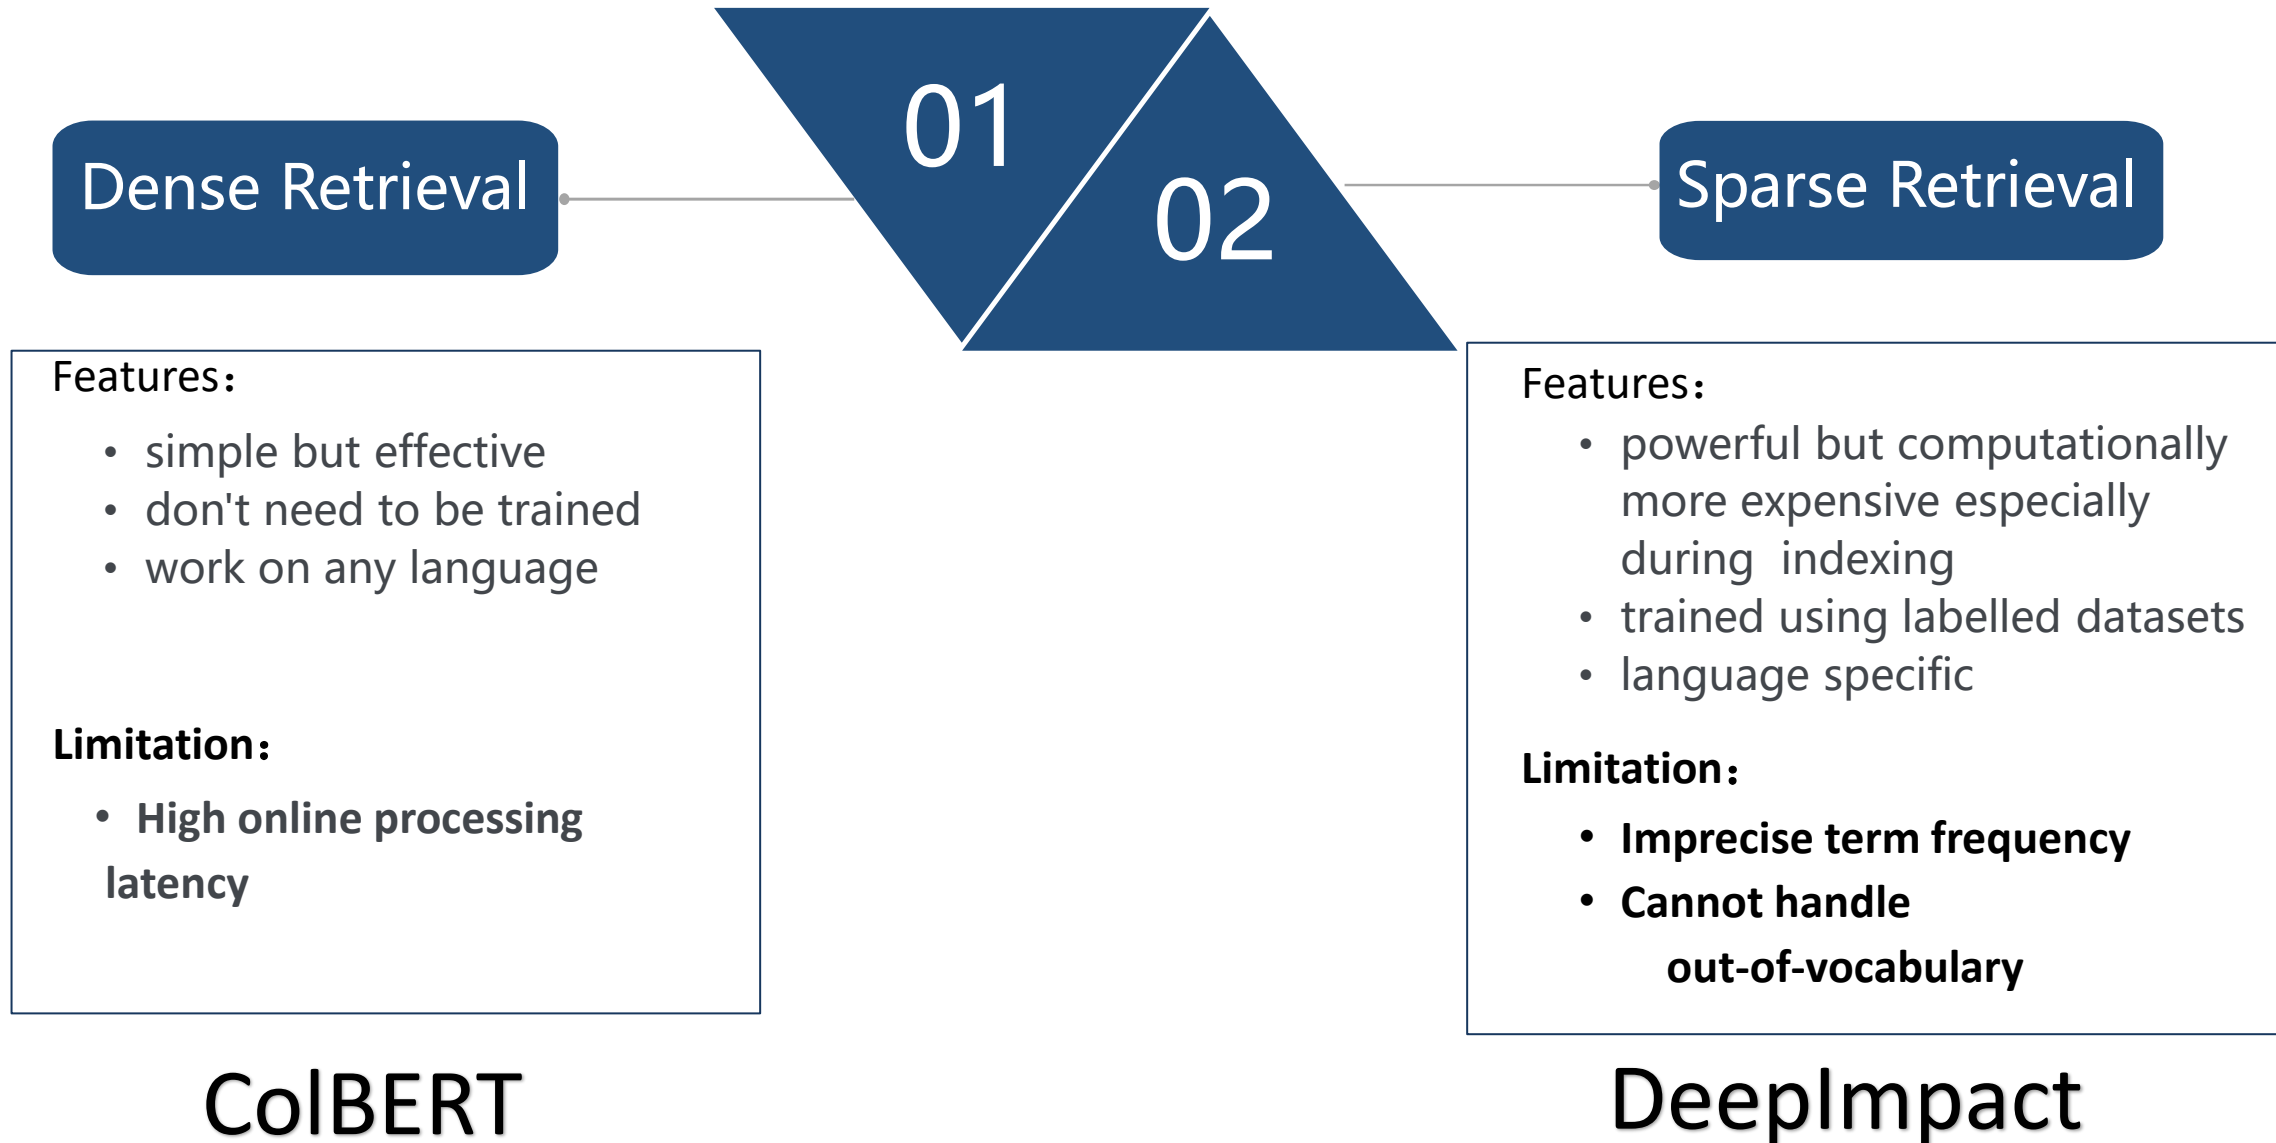 01
02
Dense Retrieval
Sparse Retrieval
Features：
• simple but effective
• don't need to be trained
• work on any language
Limitation：
• High online processing
latency
ColBERT
Features：
• powerful but computationally
more expensive especially
during  indexing
• trained using labelled datasets
• language specific
Limitation：
• Imprecise term frequency
• Cannot handle
out-of-vocabulary
DeepImpact